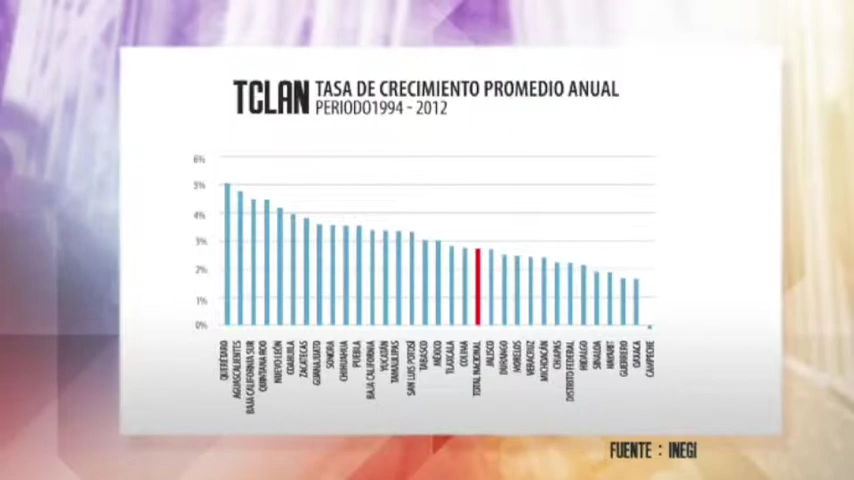 TCLAN
TASA DE CRECIMIENTO PROMEDIO ANUAL
PERIODO1994 - 2012
6%
5%
4%
3%
2%
1%
0%
QUERÉTARO
AGUASCALIENTES
BAJA CALIFORNIA SUR
QUINTANA ROO
NUEVO LEÓN
COAHUILA
ZACATECAS
GUANAJUATO
SONORA
CHIHUAHUA
PUEBLA
BAJA CALIFORNIA
YUCATÁN
TAMAULIPAS
SAN LUIS POTOSÍ
TABASCO
MÉXICO
TLAXCALA
COLIMA
TOTAL NACIONAL
JALISCO
DURANGO
MORELOS
VERACRUZ
MICHOACÁN
CHIAPAS
DISTRITO FEDERAL
HIDALGO
SINALOA
NAYARIT
GUERRERO
OAXACA
CAMPECHE
FUENTE : INEGI